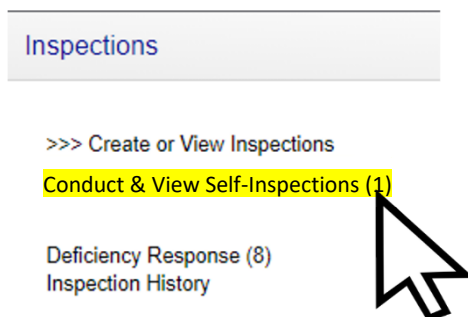 Inspections
>>> Create or View Inspections
Conduct & View Self-Inspections (1)
Deficiency Response (8)
Inspection History